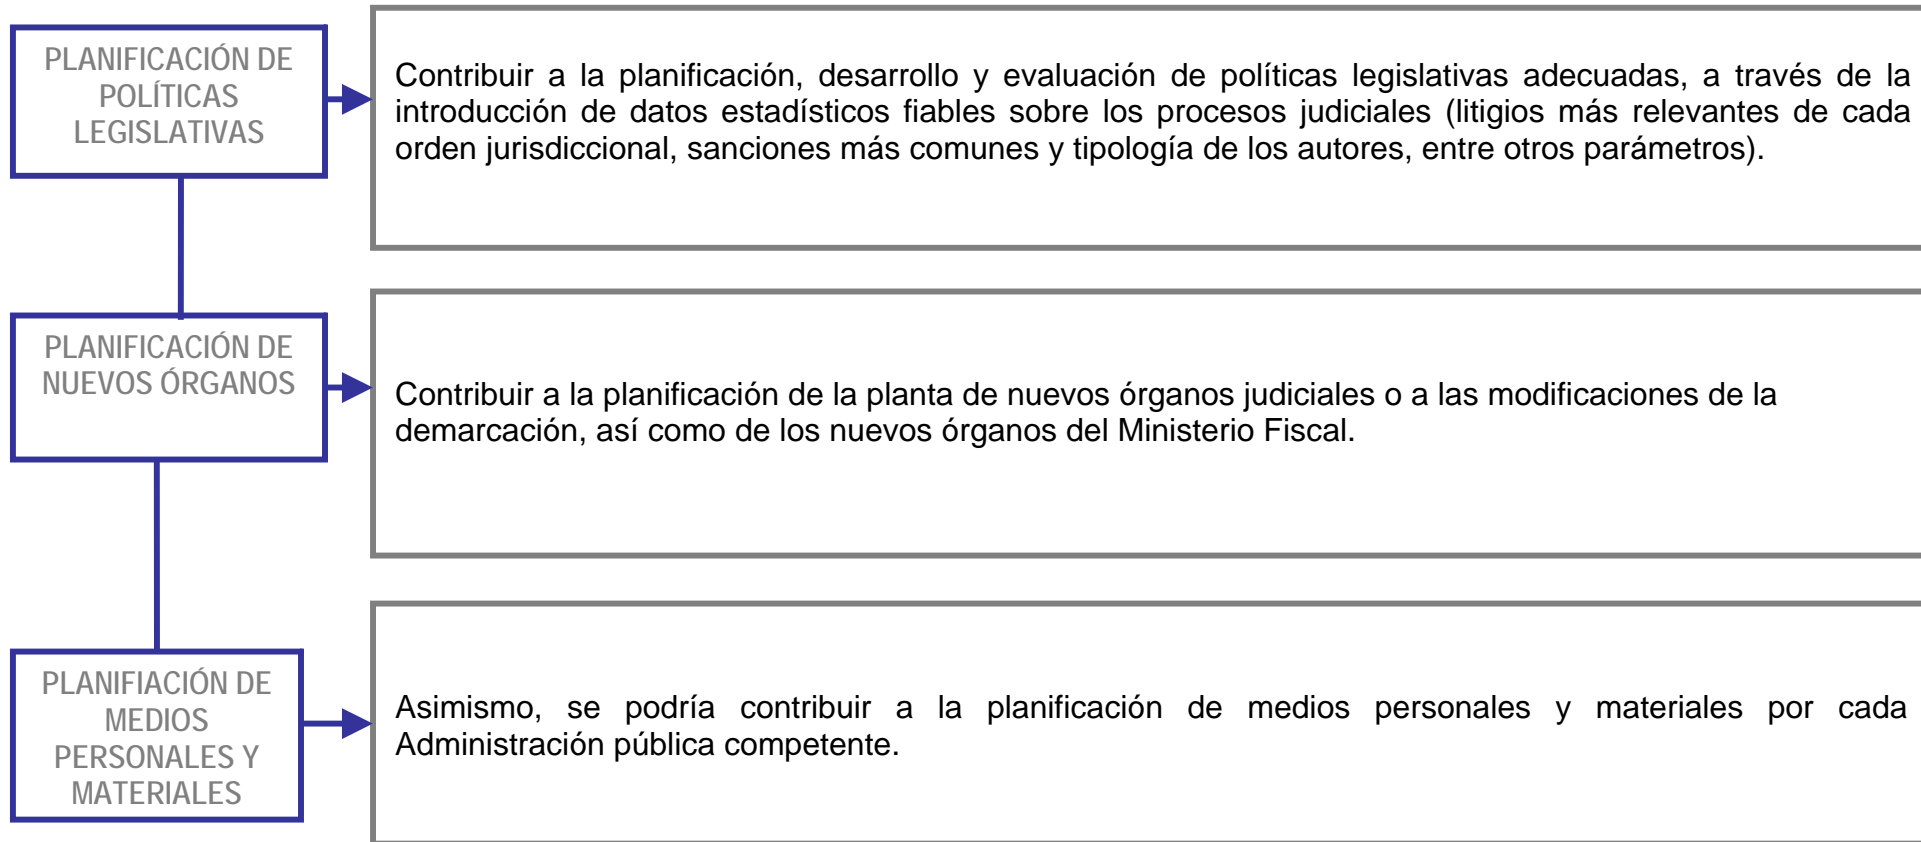 PLANIFICACIÓN DE
POLÍTICAS
LEGISLATIVAS
Contribuir a la planificación, desarrollo y evaluación de políticas legislativas adecuadas, a través de la
introducción de datos estadísticos fiables sobre los procesos judiciales (litigios más relevantes de cada
orden jurisdiccional, sanciones más comunes y tipología de los autores, entre otros parámetros).
PLANIFICACIÓN DE
NUEVOS ÓRGANOS
Contribuir a la planificación de la planta de nuevos órganos judiciales o a las modificaciones de la
demarcación, así como de los nuevos órganos del Ministerio Fiscal.
PLANIFIACIÓN DE
MEDIOS
PERSONALES Y
MATERIALES
Asimismo, se podría contribuir a la planificación de medios personales y materiales por cada
Administración pública competente.